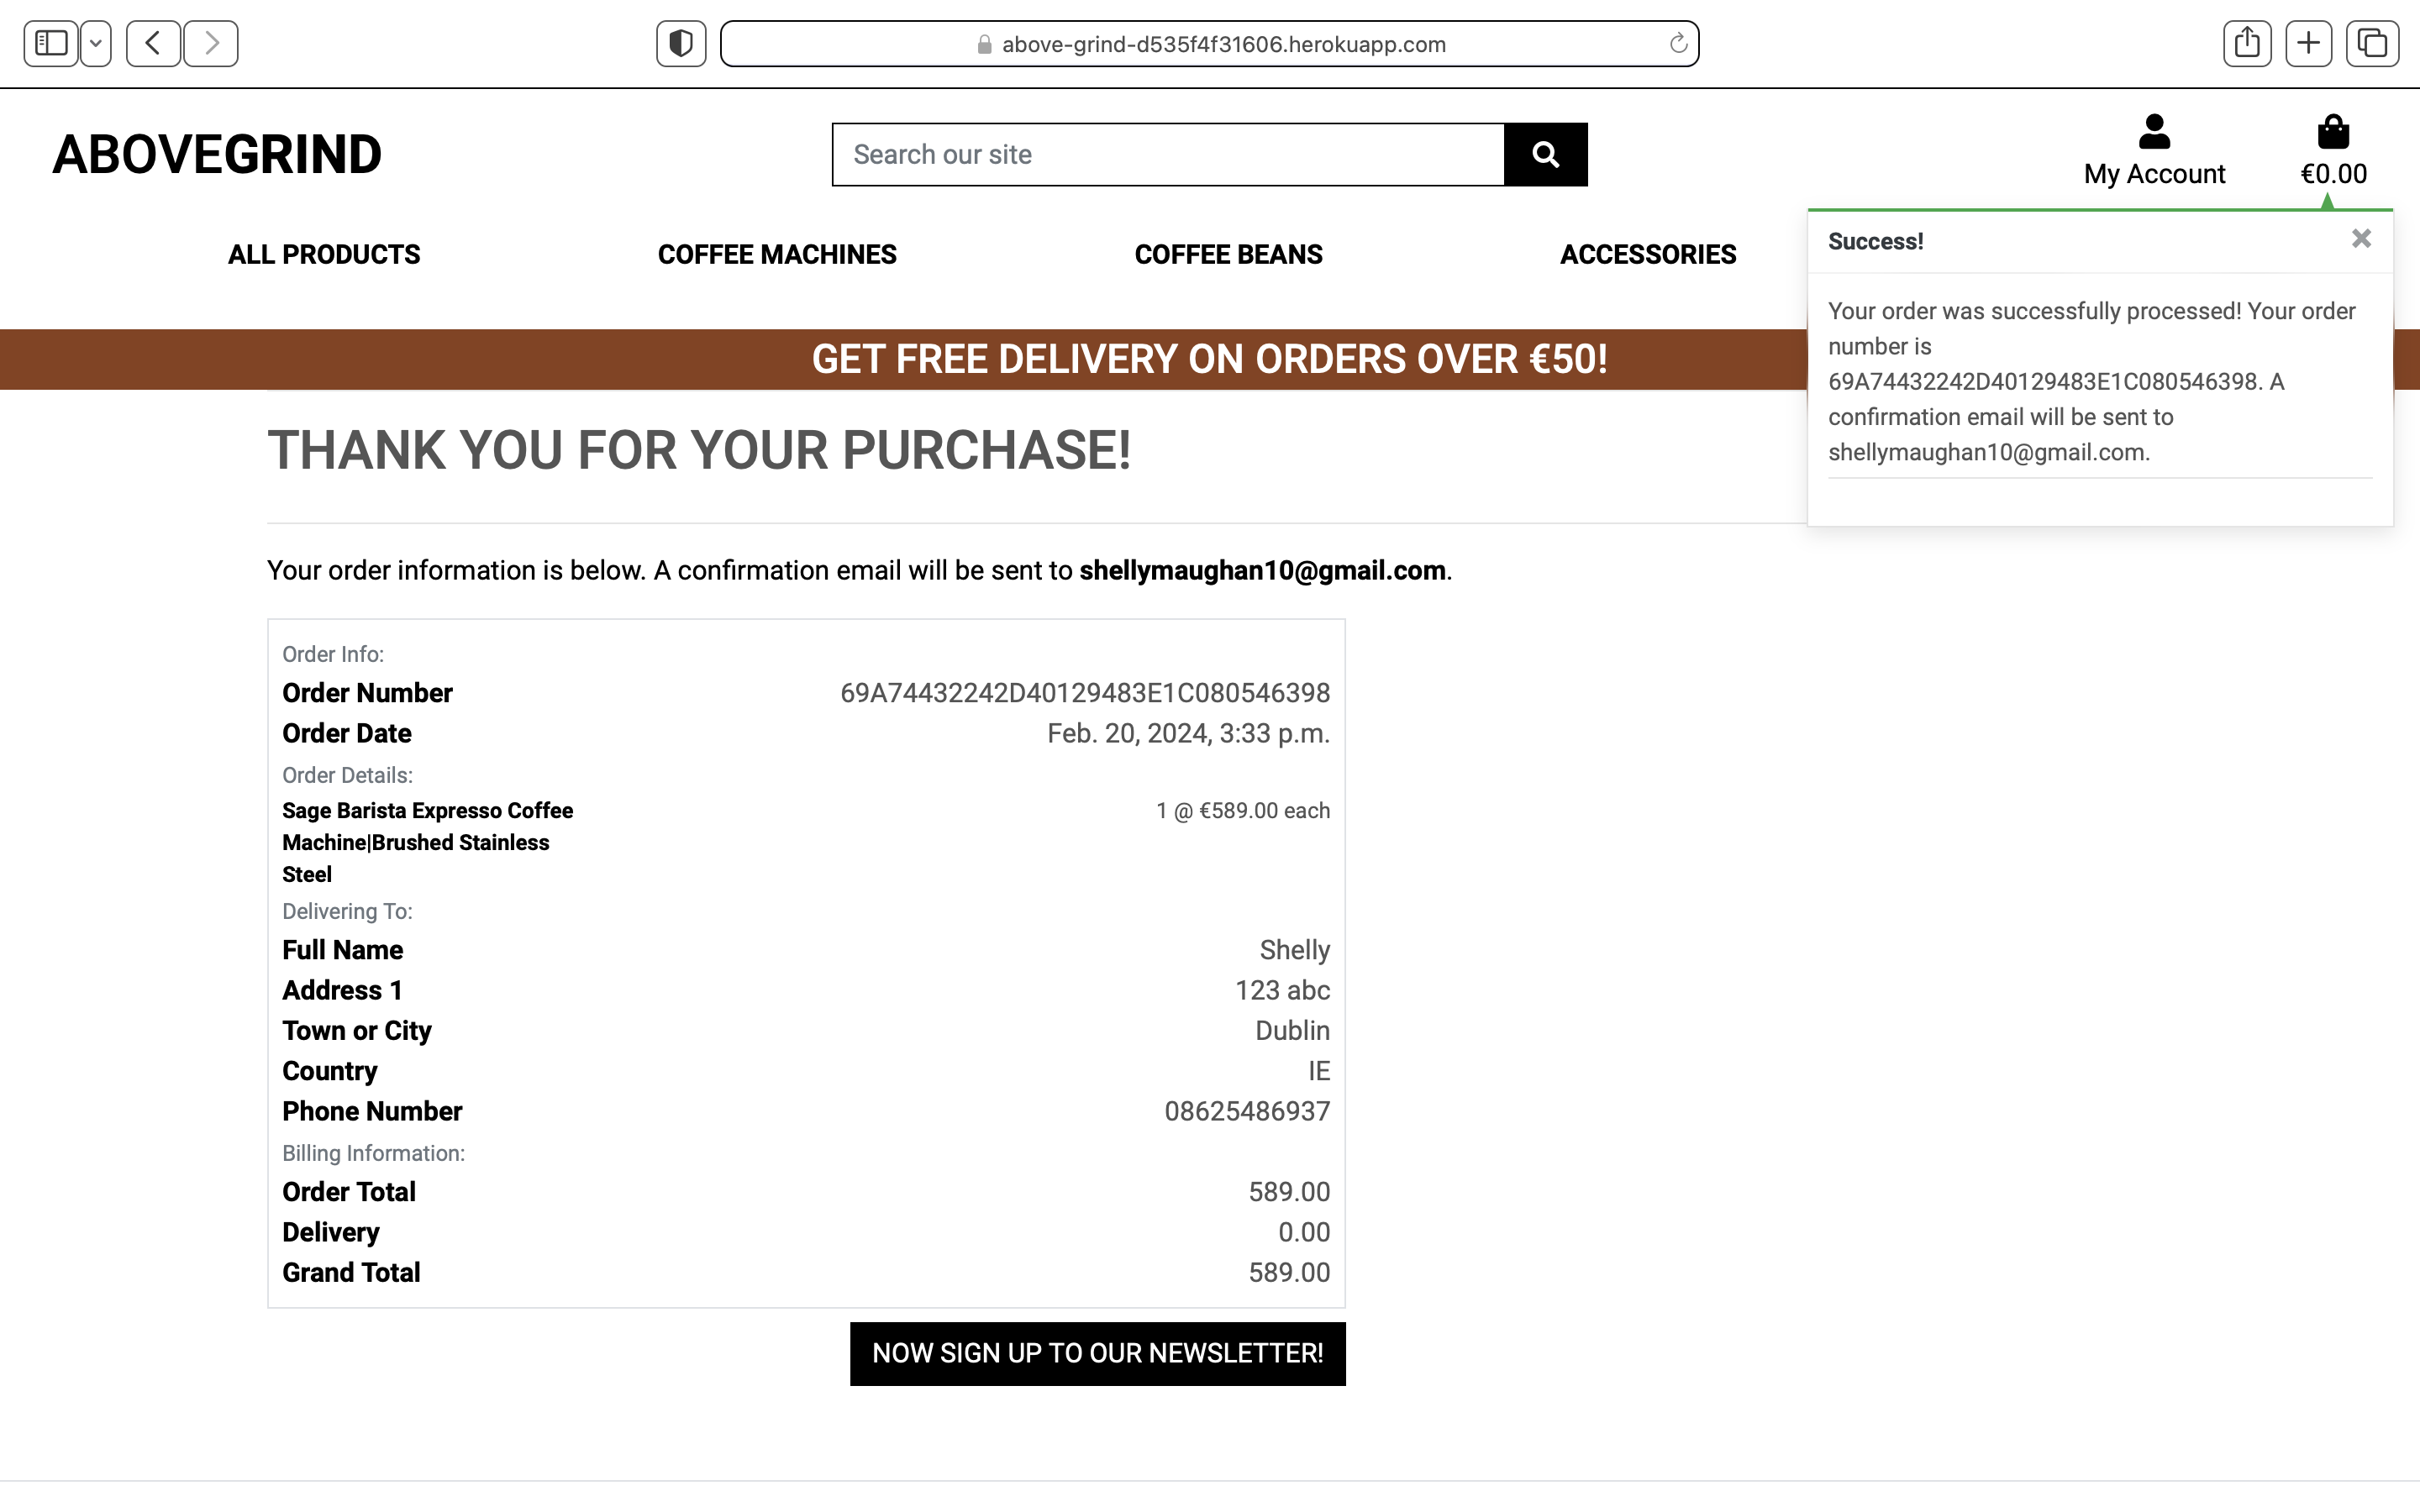 above-grind-d535f4f31606.herokuapp.com
ABOVEGRIND
Search our site
My Account
€0.00
ALL PRODUCTS
COFFEE MACHINES
COFFEE BEANS
ACCESSORIES
Success!
Your order was successfully processed! Your order
number is
69A74432242D40129483E1C080546398. A
confirmation email will be sent to
shellymaughan10@gmail.com.
GET FREE DELIVERY ON ORDERS OVER €50!
THANK YOU FOR YOUR PURCHASE!
Your order information is below. A confirmation email will be sent to shellymaughan10@gmail.com.
Order Info:
Order Number 69A74432242D40129483E1C080546398
Order Date Feb. 20, 2024, 3:33 p.m.
Order Details:
Sage Barista Expresso Coffee 1 @ €589.00 each
Machine|Brushed Stainless
Steel
Delivering To:
Full Name Shelly
Address 1 123 abc
Town or City Dublin
Country IE
Phone Number 08625486937
Billing Information:
Order Total 589.00
Delivery 0.00
Grand Total 589.00
NOW SIGN UP TO OUR NEWSLETTER!